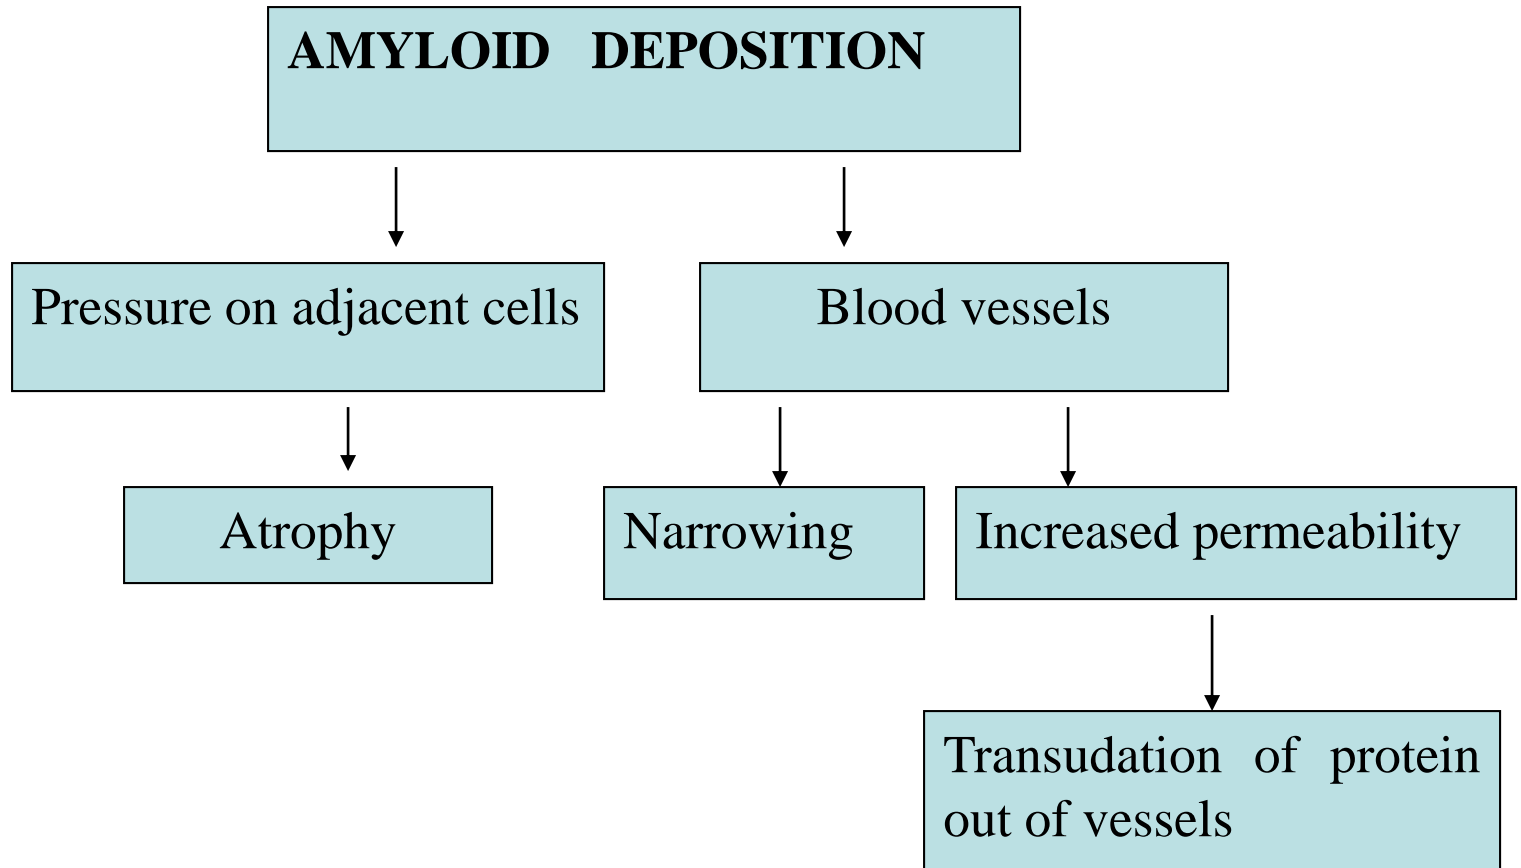 AMYLOID DEPOSITION
Pressure on adjacent cells
Blood vessels
Atrophy
Narrowing
Increased permeability
Transudation of protein
out of vessels